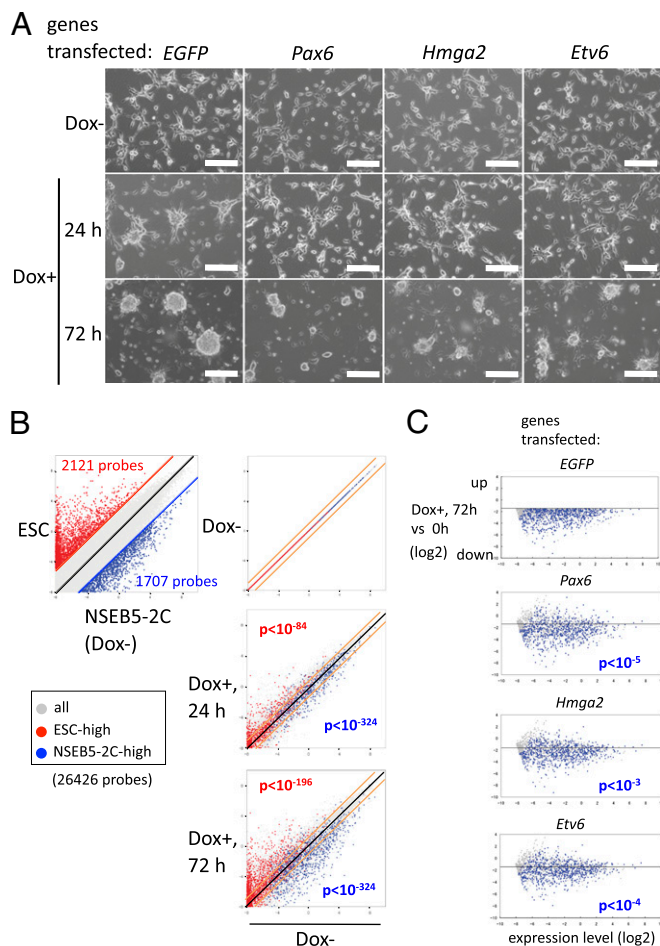 A
genes
transfected: EGFP Pax6 Hmga2 Etv6
Dox-
24 h
Dox+
72 h
B
2121 probes
ESC
1707 probes
NSEB5-2C
(Dox-)
Dox-
all
ESC-high
NSEB5-2C-high
(26426 probes)
Dox+,
24 h
p<10-84
p<10-324
Dox+,
72 h
p<10-196
p<10-324
Dox-
C
genes
transfected:
EGFP
up
Dox+, 72h
vs 0h
(log2)
down
Pax6
p<10-5
Hmga2
p<10-3
Etv6
p<10-4
expression level (log2)